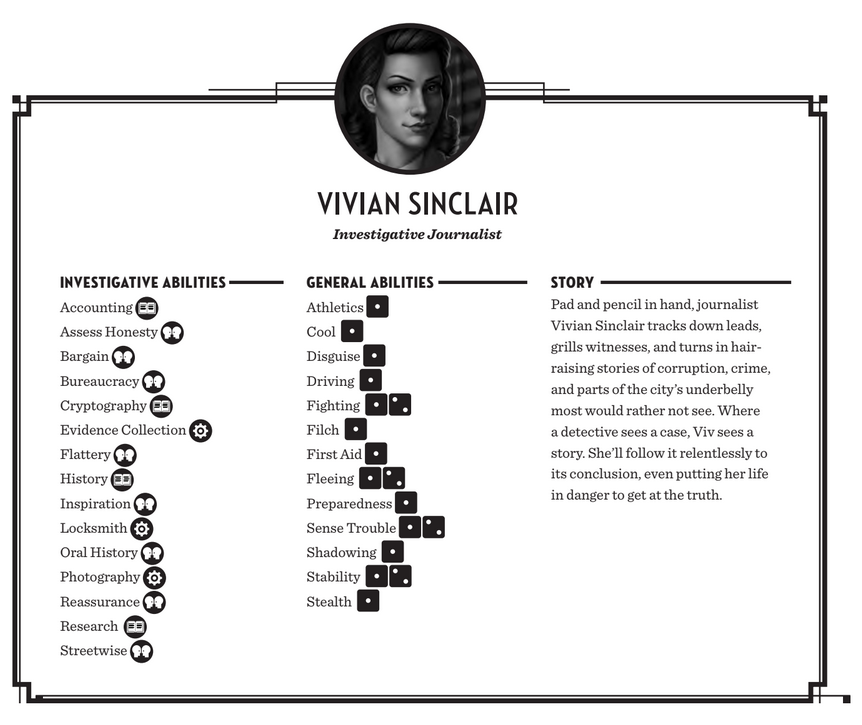 VIVIAN SINCLAIR
Investigative Journalist
INVESTIGATIVE ABILITIES
Accounting
Assess Honesty
Bargain
Bureaucracy
Cryptography
Evidence Collection
Flattery
History
Inspiration
Locksmith
Oral History
Photography
Reassurance
Research
Streetwise
GENERAL ABILITIES
Athletics
Cool
Disguise
Driving
Fighting
Filch
First Aid
Fleeing
Preparedness
Sense Trouble
Shadowing
Stability
Stealth
STORY
Pad and pencil in hand, journalist
Vivian Sinclair tracks down leads,
grills witnesses, and turns in hair-
raising stories of corruption, crime,
and parts of the city’s underbelly
most would rather not see. Where
a detective sees a case, Viv sees a
story. She’ll follow it relentlessly to
its conclusion, even putting her life
in danger to get at the truth.